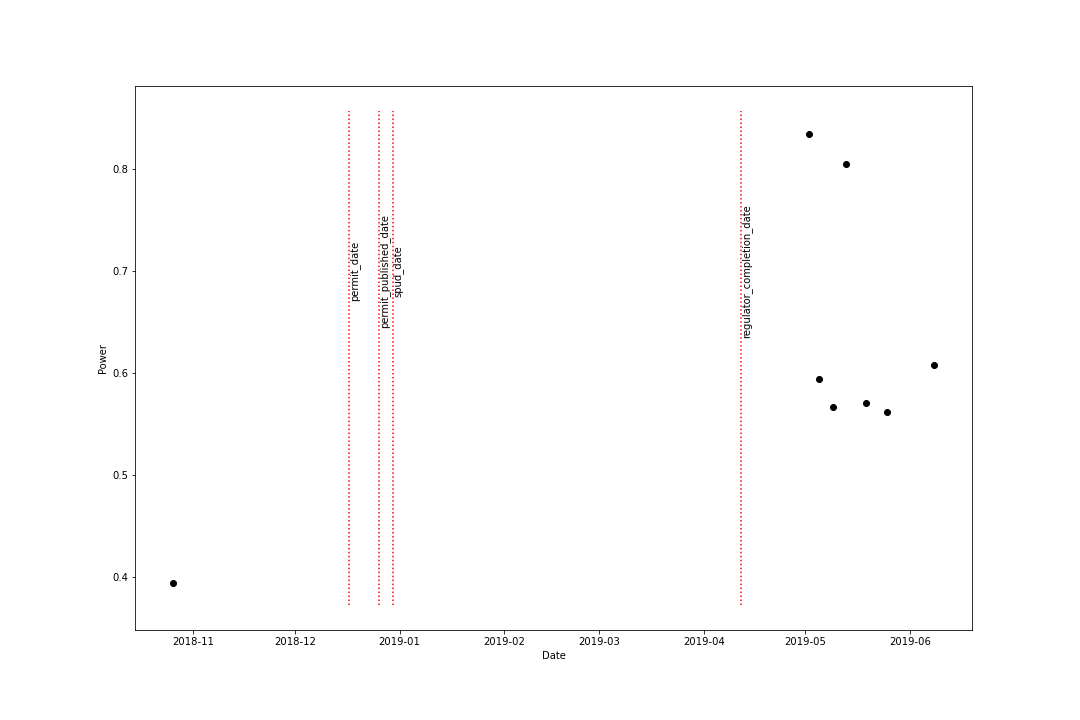 0.8
0.7
0.6
0.5
0.4
Power
permit_date
permit_published_date
spud_date
regulator_completion_date
2018-11
2018-12
2019-01
2019-02
2019-03
2019-04
2019-05
2019-06
Date